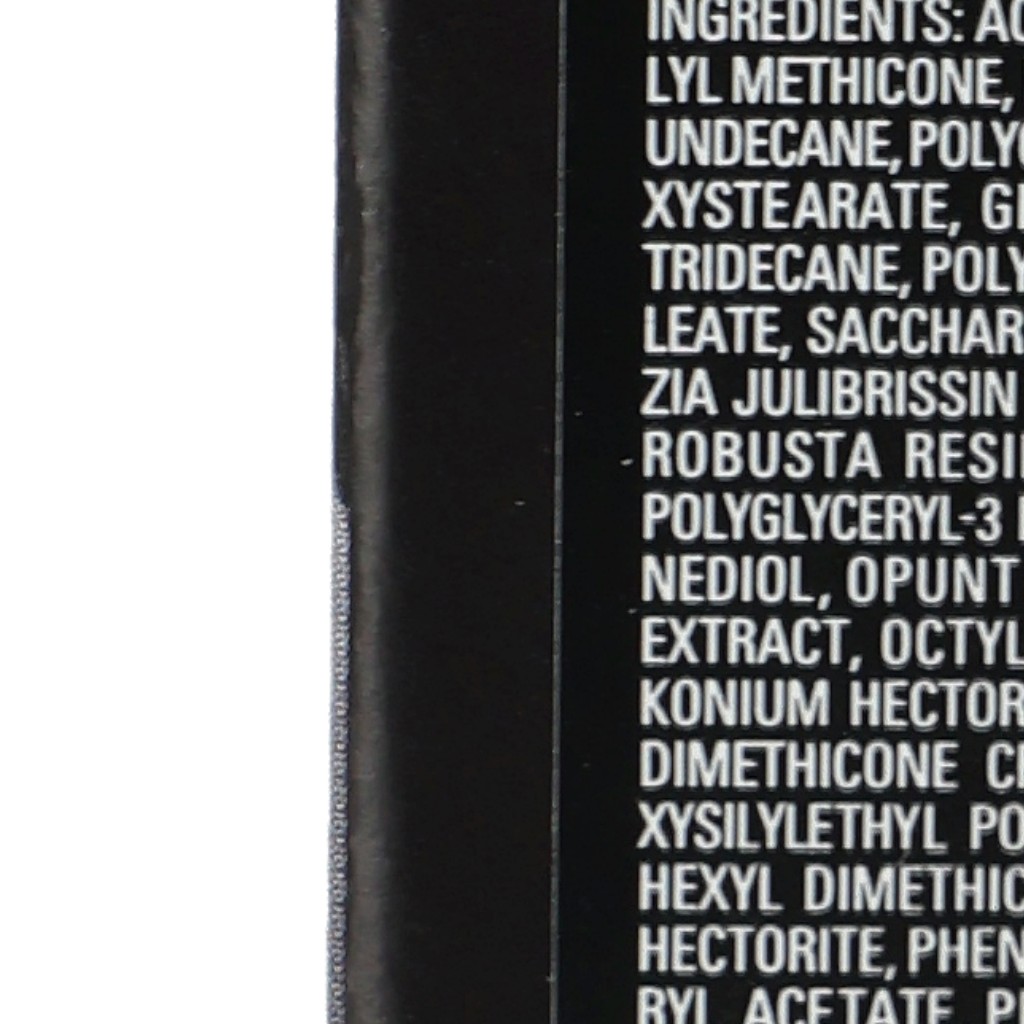 INGREDIENTS: AC
LYL METHICONE,
UNDECANE, POLYG
XYSTEARATE, GL
TRIDECANE, POLY
LEATE, SACCHAR
ZIA JULIBRISSIN
ROBUSTA RESI
POLYGLYCERYL-3
NEDIOL, OPUNT
EXTRACT, OCTYL
KONIUM HECTOR
DIMETHICONE
XYSILYLETHYL PO
HEXYL DIMETHIC
HECTORITE, PHEN
RYL ACETATE